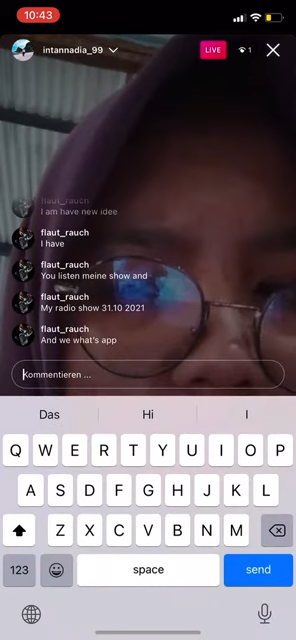 10:43
intannadia_99
LIVE
1
flaut_rauch
I am have new idee
flaut_rauch
I have
flaut_rauch
You listen meine show and
flaut_rauch
My radio show 31.10 2021
flaut_rauch
And we what's app
Kommentieren ...
Das Hi I
Q W E R T Y U I O P
A S D F G H J K L
Z X C V B N M
123 space send